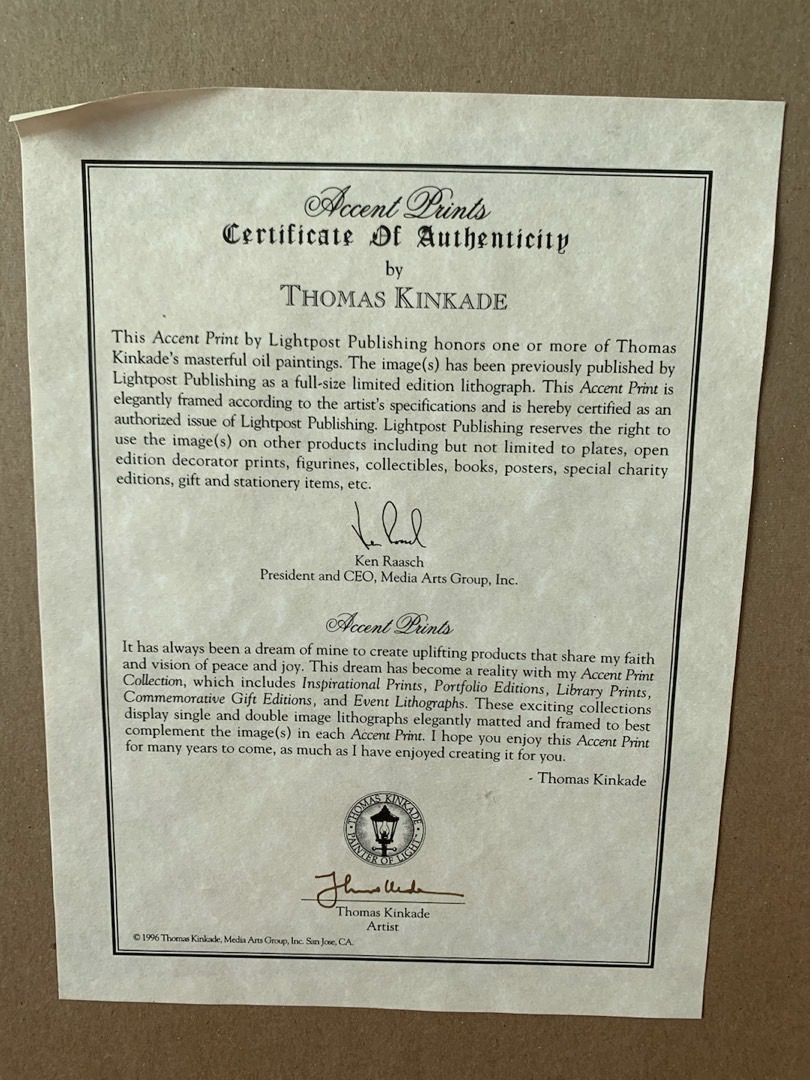 Accent Prints
Certificate Of Authenticity
by
THOMAS KINKADE
This Accent Print by Lightpost Publishing honors one or more of Thomas
Kinkade's masterful oil paintings. The image(s) has been previously published by
Lightpost Publishing as a full-size limited edition lithograph. This Accent Print is
elegantly framed according to the artist's specifications and is hereby certified as an
authorized issue of Lightpost Publishing. Lightpost Publishing reserves the right to
use the image(s) on other products including but not limited to plates, open
edition decorator prints, figurines, collectibles, books, posters, special charity
editions, gift and stationery items, etc.
Ken Raasch
President and CEO, Media Arts Group, Inc.
Accent Prints
It has always been a dream of mine to create uplifting products that share my faith
and vision of peace and joy. This dream has become a reality with my Accent Print
Collection, which includes Inspirational Prints, Portfolio Editions, Library Prints,
Commemorative Gift Editions, and Event Lithographs. These exciting collections
display single and double image lithographs elegantly matted and framed to best
complement the image(s) in each Accent Print. I hope you enjoy this Accent Print
for many years to come, as much as I have enjoyed creating it for you.
- Thomas Kinkade
THOMAS KINKADE
PAINTER OF LIGHT
Thomas Kinkade
Artist
© 1996 Thomas Kinkade, Media Arts Group, Inc. San Jose, CA.